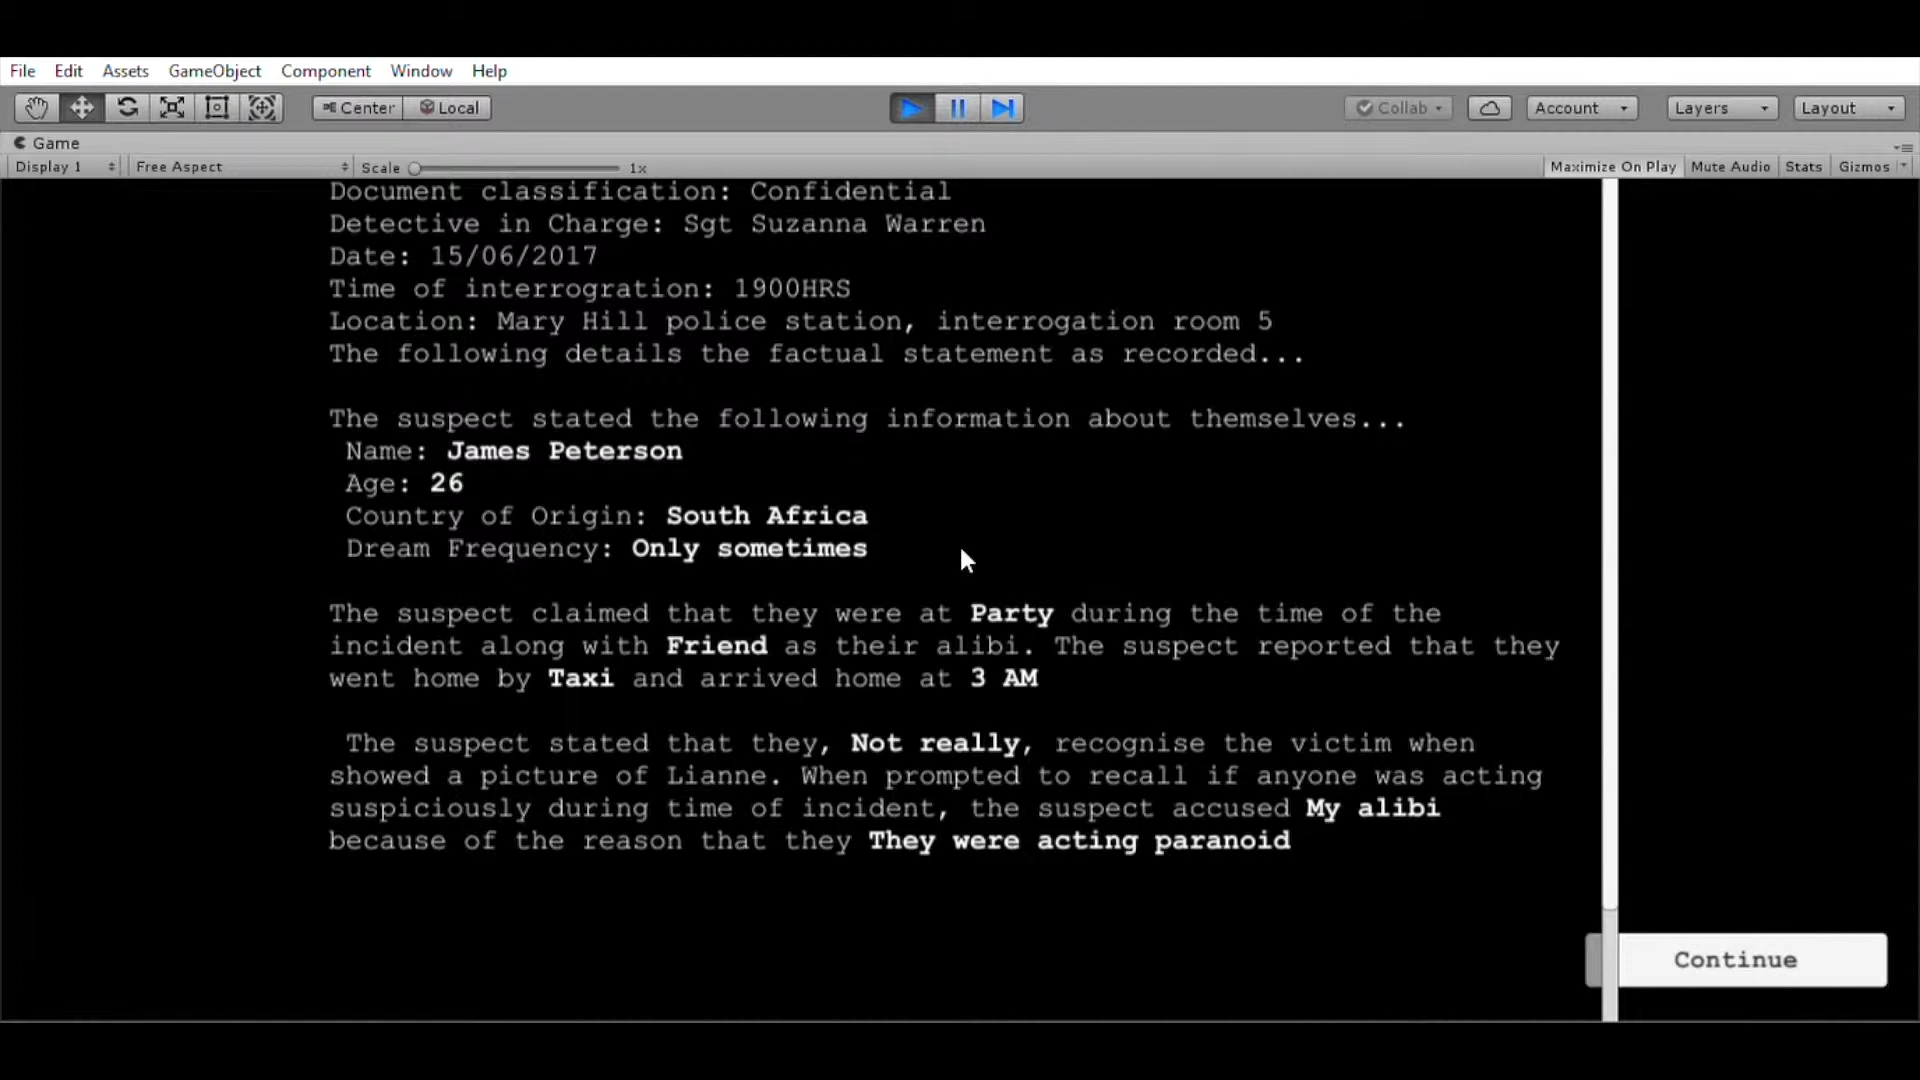 File Edit Assets GameObject Component Window Help
Center Local Collab Account Layers Layout
Game
Display 1 Free Aspect Scale 1x Maximize On Play Mute Audio Stats Gizmos
Document classification: Confidential
Detective in Charge: Sgt Suzanna Warren
Date: 15/06/2017
Time of interrogration: 1900HRS
Location: Mary Hill police station, interrogation room 5
The following details the factual statement as recorded...
The suspect stated the following information about themselves...
Name: James Peterson
Age: 26
Country of Origin: South Africa
Dream Frequency: Only sometimes
The suspect claimed that they were at Party during the time of the
incident along with Friend as their alibi. The suspect reported that they
went home by Taxi and arrived home at 3 AM
The suspect stated that they, Not really, recognise the victim when
showed a picture of Lianne. When prompted to recall if anyone was acting
suspiciously during time of incident, the suspect accused My alibi
because of the reason that they They were acting paranoid
Continue